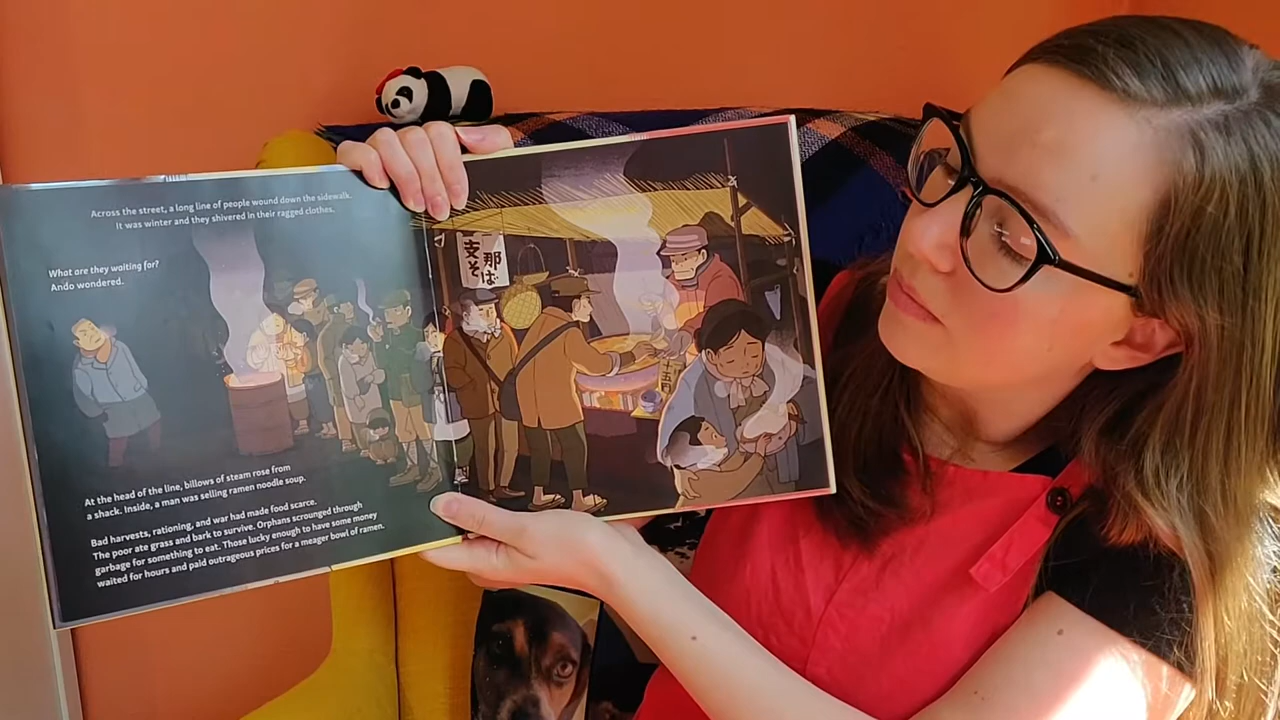 Across the street, a long line of people wound down the sidewalk.
It was winter and they shivered in their ragged clothes.
What are they waiting for?
Ando wondered.
At the head of the line, billows of steam rose from
a shack. Inside, a man was selling ramen noodle soup.
Bad harvests, rationing, and war had made food scarce.
The poor ate grass and bark to survive. Orphans scrounged through
garbage for something to eat. Those lucky enough to have some money
waited for hours and paid outrageous prices for a meager bowl of ramen.
支那
そば
十五円